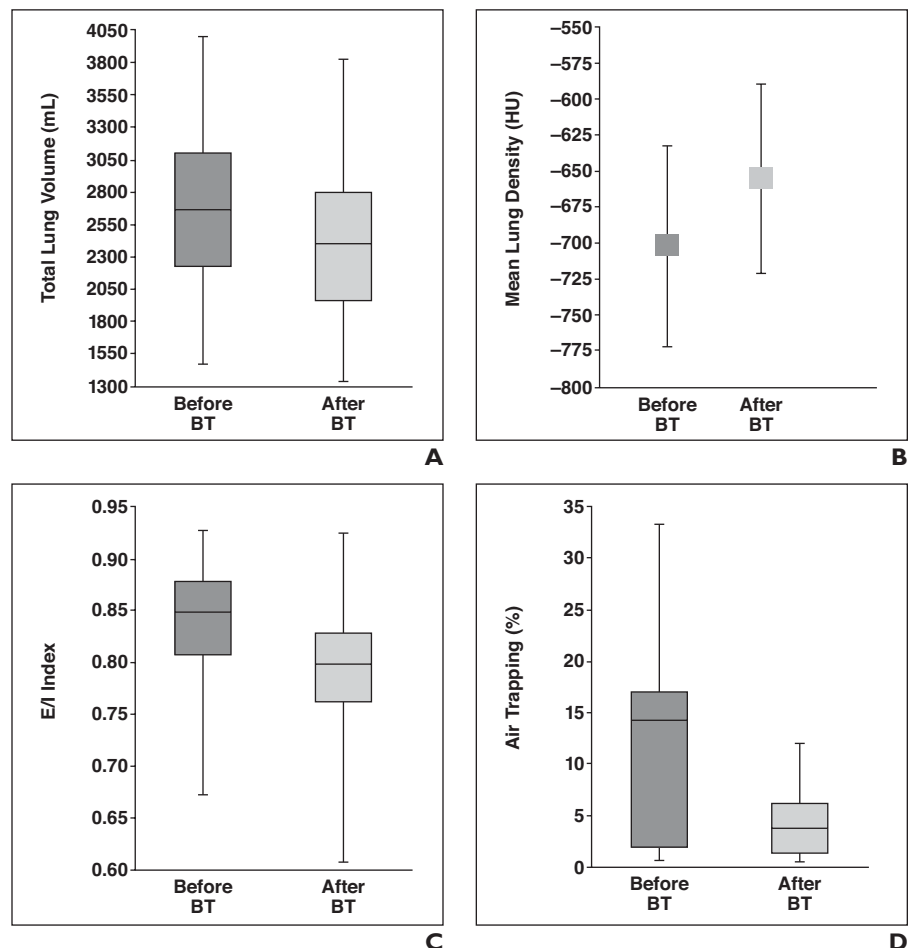 Total Lung Volume (mL)
4050
3800
3550
3300
3050
2800
2550
2300
2050
1800
1550
1300
Before
BT
After
BT
A
Mean Lung Density (HU)
–550
–575
–600
–625
–650
–675
–700
–725
–750
–775
–800
Before
BT
After
BT
B
E/I Index
0.95
0.90
0.85
0.80
0.75
0.70
0.65
0.60
Before
BT
After
BT
C
Air Trapping (%)
35
30
25
20
15
10
5
0
Before
BT
After
BT
D